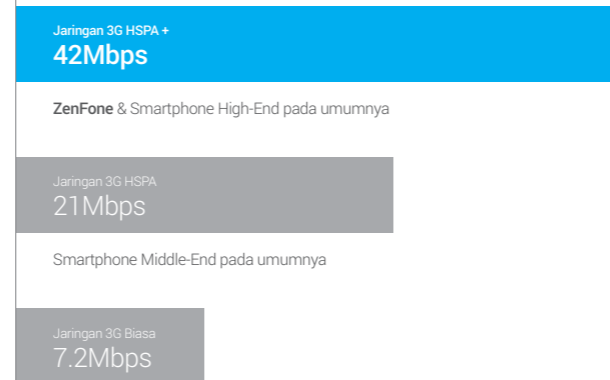 Jaringan 3G HSPA +
42Mbps
ZenFone & Smartphone High-End pada umumnya
Jaringan 3G HSPA
21Mbps
Smartphone Middle-End pada umumnya
Jaringan 3G Biasa
7.2Mbps